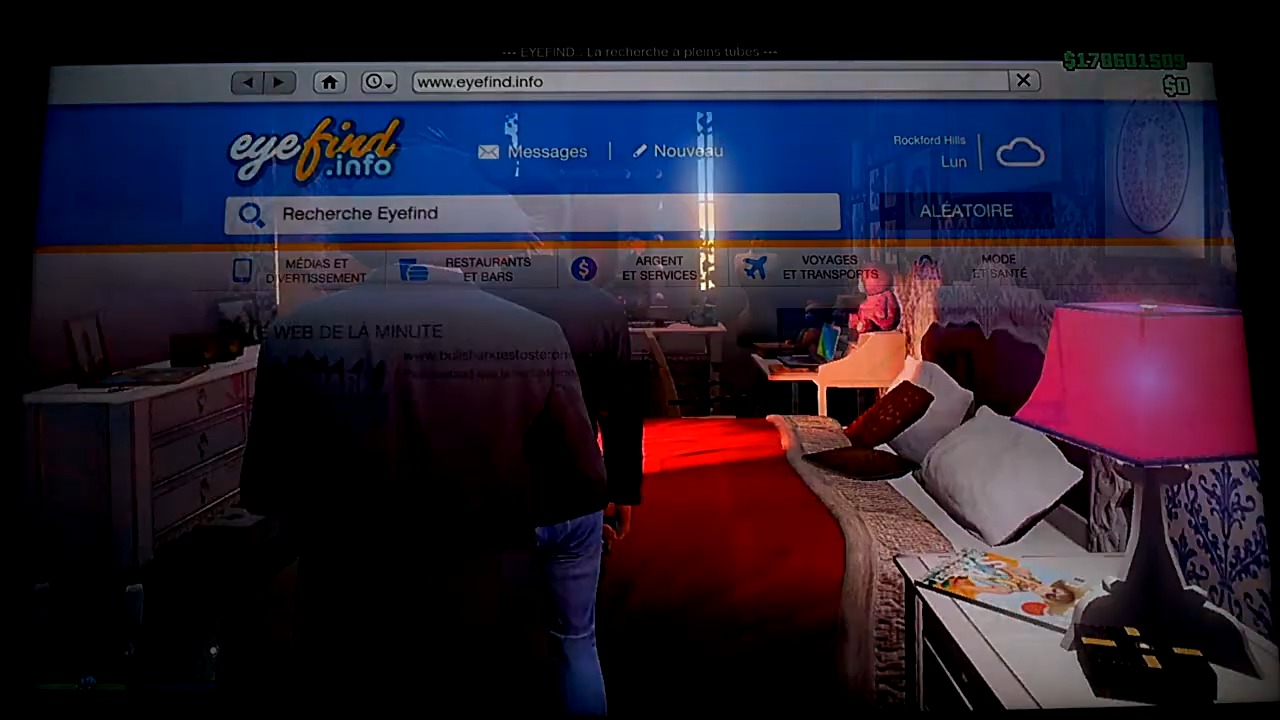 --- EYEFIND... La recherche à pleins tubes ---
$178601509
$0
www.eyefind.info
eyefind
.info
Messages
Nouveau
Rockford Hills
Lun
Recherche Eyefind
ALÉATOIRE
MÉDIAS ET
DIVERTISSEMENT
RESTAURANTS
ET BARS
ARGENT
ET SERVICES
VOYAGES
ET TRANSPORTS
MODE
ET SANTÉ
WEB DE LA MINUTE